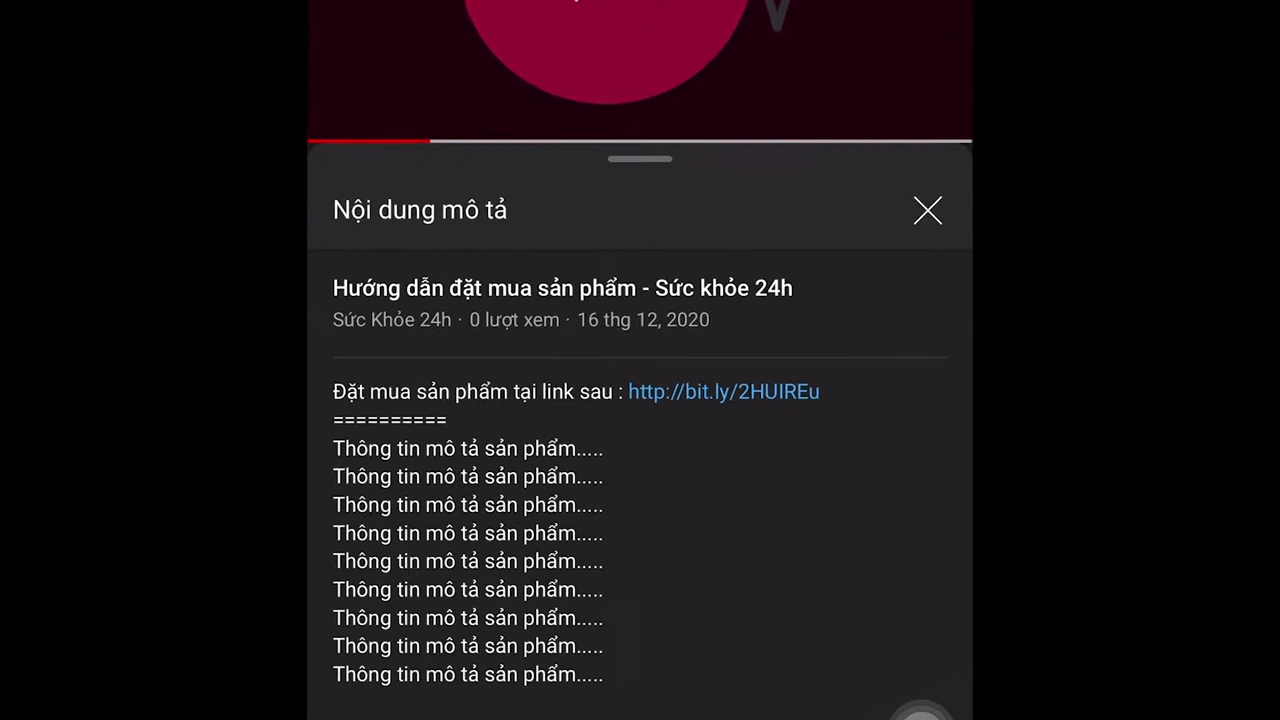 Nội dung mô tả
Hướng dẫn đặt mua sản phẩm - Sức khỏe 24h
Sức Khỏe 24h · 0 lượt xem · 16 thg 12, 2020
Đặt mua sản phẩm tại link sau : http://bit.ly/2HUIREu
==========
Thông tin mô tả sản phẩm.....
Thông tin mô tả sản phẩm.....
Thông tin mô tả sản phẩm.....
Thông tin mô tả sản phẩm.....
Thông tin mô tả sản phẩm.....
Thông tin mô tả sản phẩm.....
Thông tin mô tả sản phẩm.....
Thông tin mô tả sản phẩm.....
Thông tin mô tả sản phẩm.....